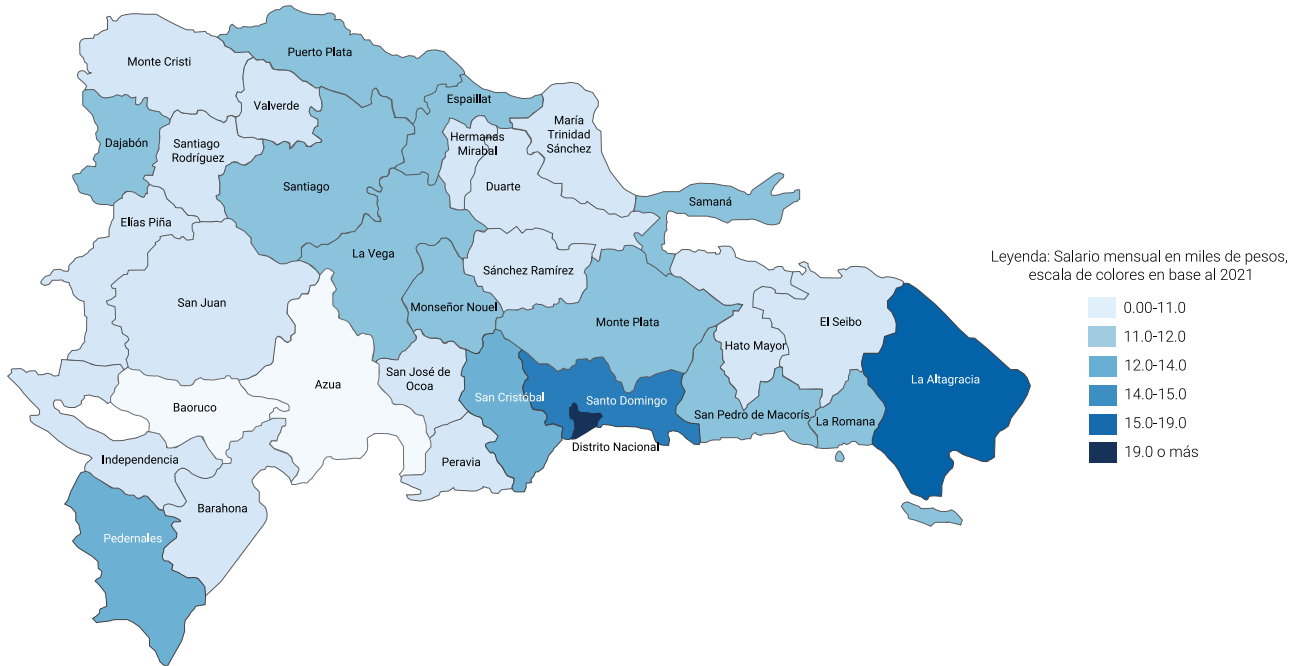 Puerto Plata
Monte Cristi
Valverde
Espaillat
María
Trinidad
Sánchez
Dajabón
Santiago
Rodríguez
Hermanas
Mirabal
Santiago
Duarte
Samaná
Elías Piña
La Vega
Sánchez Ramírez
San Juan
Monseñor Nouel
Monte Plata
El Seibo
Hato Mayor
La Altagracia
San José de
Ocoa
Azua
San Cristóbal
Santo Domingo
Baoruco
San Pedro de Macorís
La Romana
Distrito Nacional
Independencia
Peravia
Barahona
Pedernales
Leyenda: Salario mensual en miles de pesos,
escala de colores en base al 2021
0.00-11.0
11.0-12.0
12.0-14.0
14.0-15.0
15.0-19.0
19.0 o más